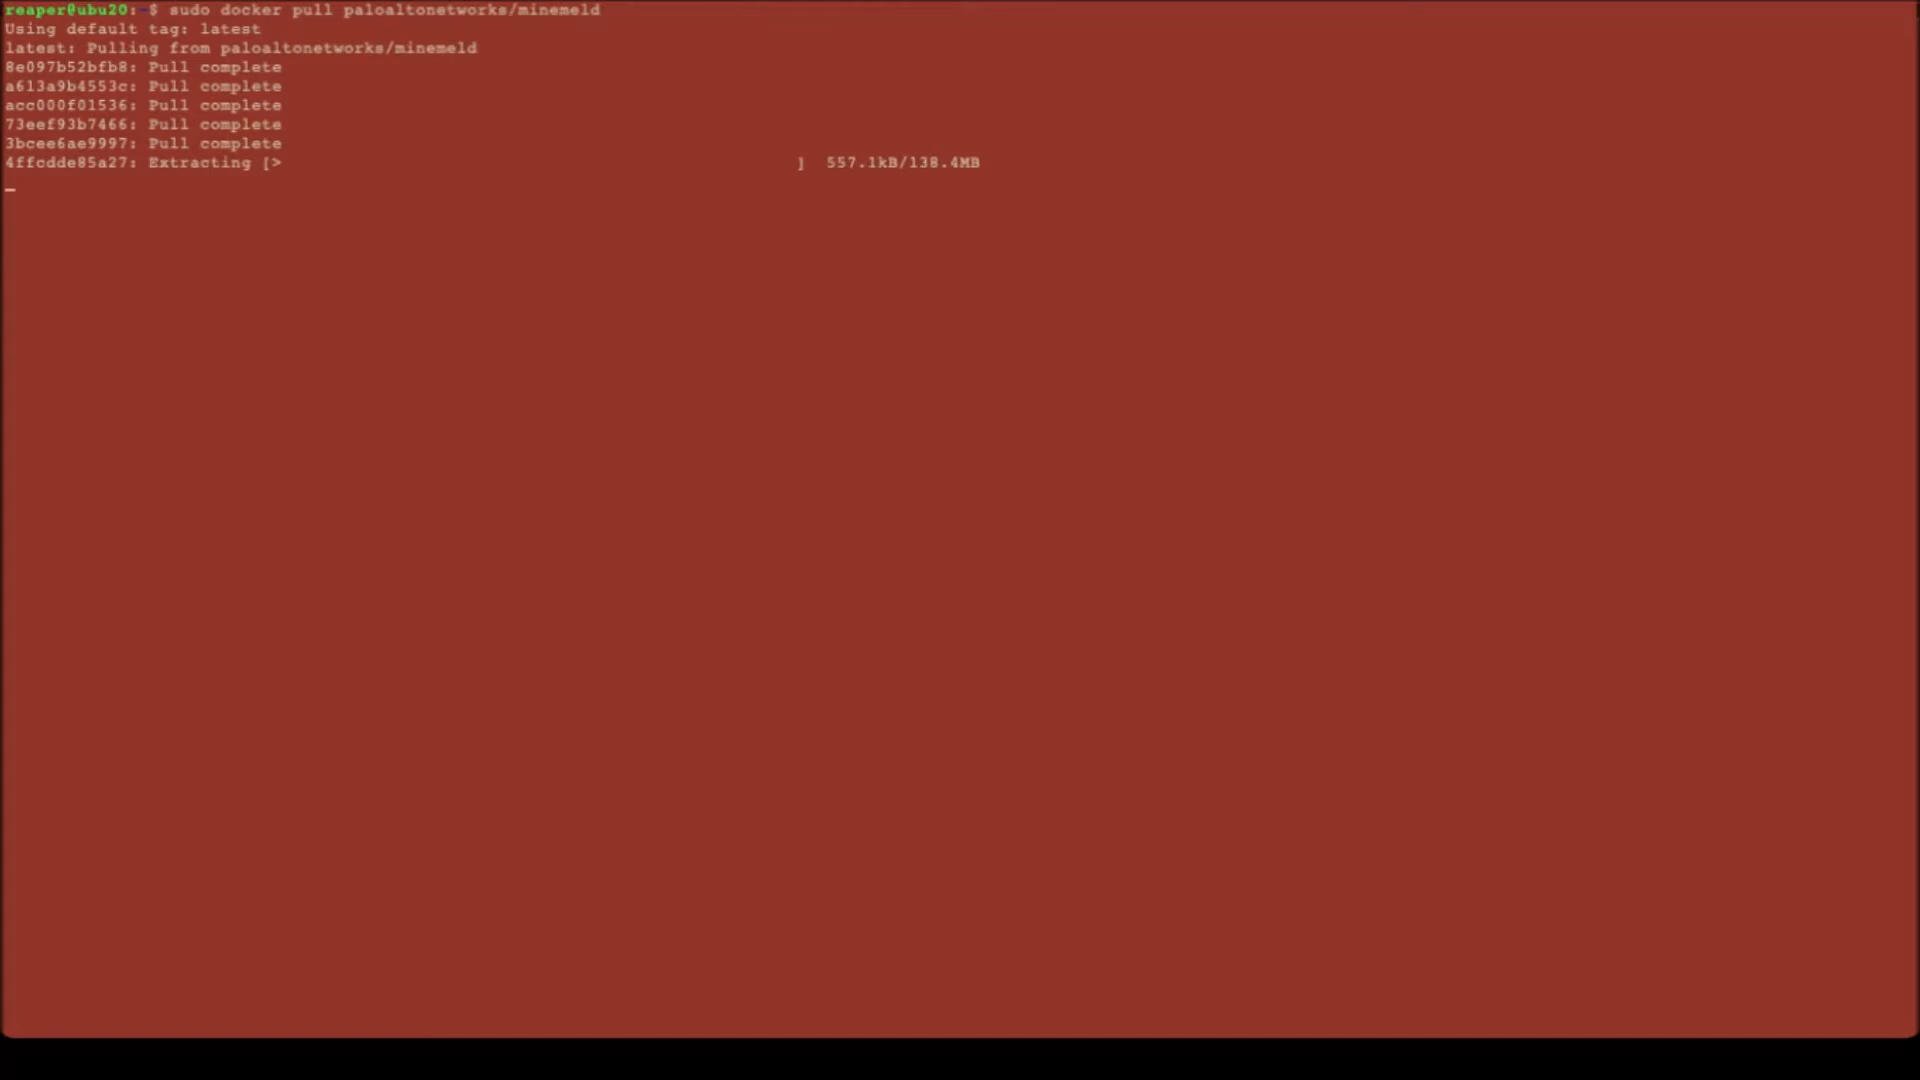 reaper@ubu20:~$ sudo docker pull paloaltonetworks/minemeld
Using default tag: latest
latest: Pulling from paloaltonetworks/minemeld
8e097b52bfb8: Pull complete
a613a9b4553c: Pull complete
acc000f01536: Pull complete
73eef93b7466: Pull complete
3bcee6ae9997: Pull complete
4ffcdde85a27: Extracting [>                                                  ]  557.1kB/138.4MB